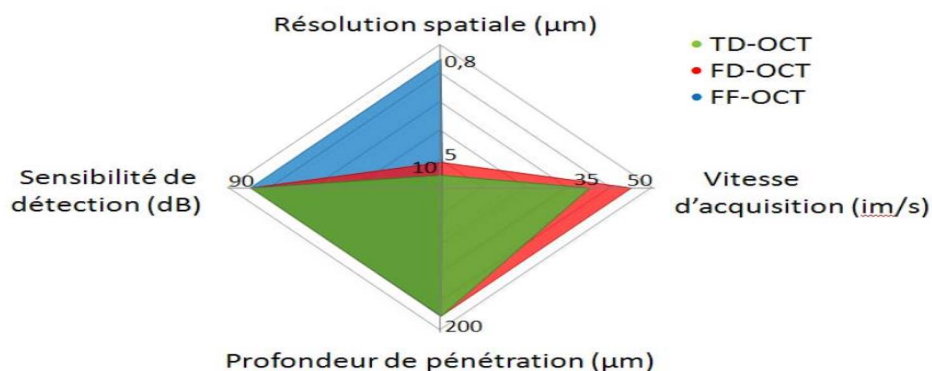 Résolution spatiale (µm)
• TD-OCT
• FD-OCT
• FF-OCT
0,8
5
10
Sensibilité de
détection (dB)
90
35
50
Vitesse
d'acquisition (im/s)
200
Profondeur de pénétration (µm)